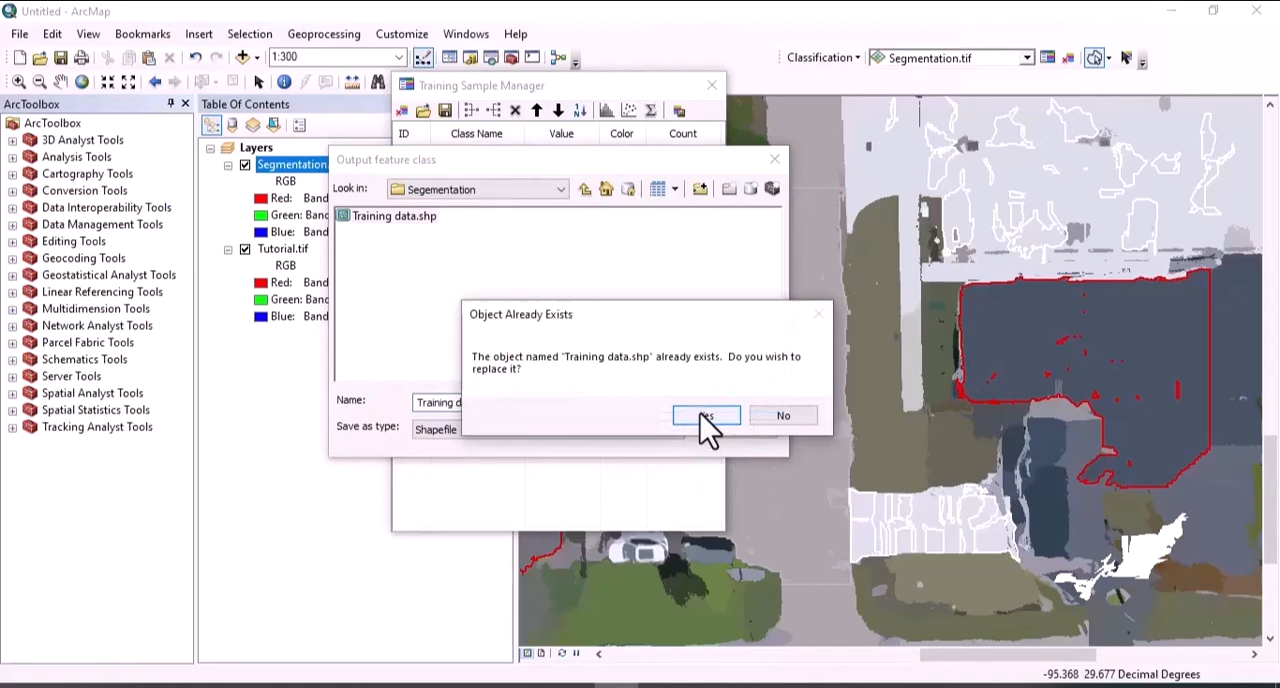 Untitled - ArcMap
File Edit View Bookmarks Insert Selection Geoprocessing Customize Windows Help
1:300
Classification
Segmentation.tif
ArcToolbox
Table Of Contents
Training Sample Manager
ArcToolbox
3D Analyst Tools
Analysis Tools
Cartography Tools
Conversion Tools
Data Interoperability Tools
Data Management Tools
Editing Tools
Geocoding Tools
Geostatistical Analyst Tools
Linear Referencing Tools
Multidimension Tools
Network Analyst Tools
Parcel Fabric Tools
Schematics Tools
Server Tools
Spatial Analyst Tools
Spatial Statistics Tools
Tracking Analyst Tools
Layers
Segmentation.
RGB
Red: Band
Green: Band
Blue: Band
Tutorial.tif
RGB
Red: Band
Green: Band
Blue: Band
ID Class Name Value Color Count
Output feature class
Look in: Segementation
Training data.shp
Name: Training d
Save as type: Shapefile
Object Already Exists
The object named 'Training data.shp' already exists. Do you wish to
replace it?
Yes No
-95.368 29.677 Decimal Degrees